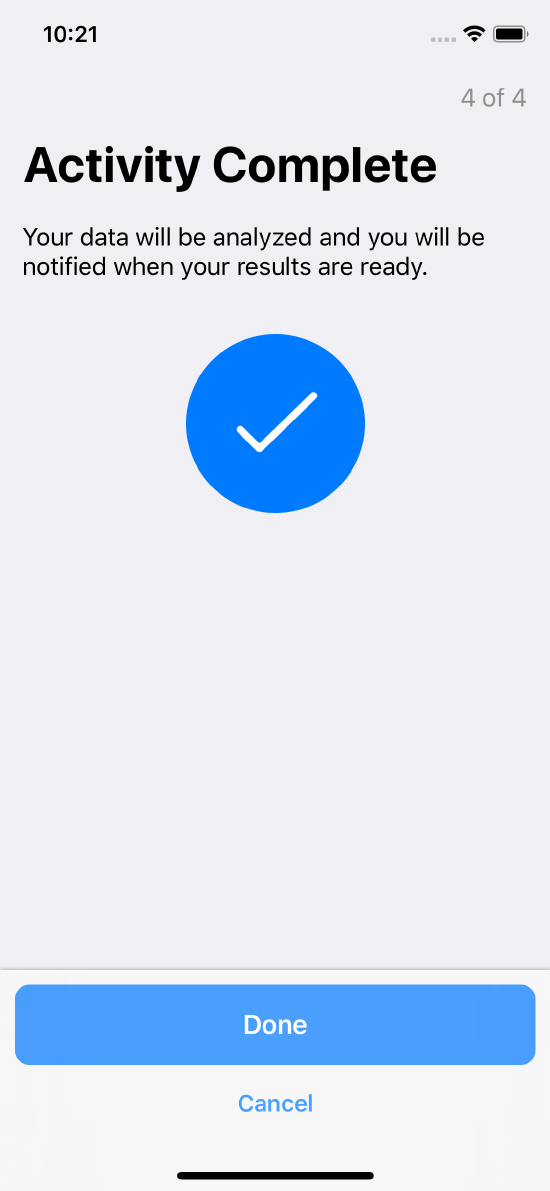 10:21
4 of 4
Activity Complete
Your data will be analyzed and you will be
notified when your results are ready.
Done
Cancel